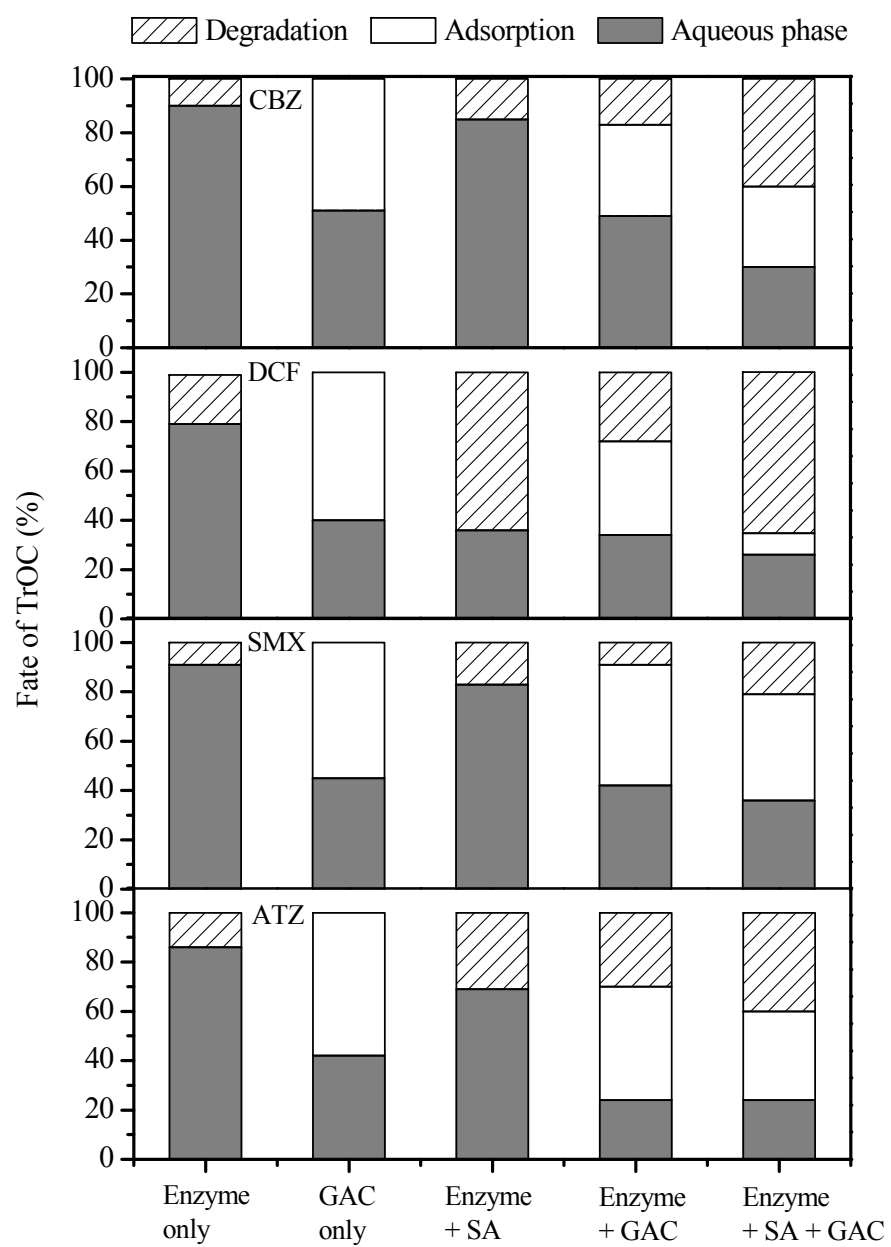 Degradation Adsorption Aqueous phase
100
80
60
40
20
0
CBZ
100
80
60
40
20
0
DCF
100
80
60
40
20
0
SMX
100
80
60
40
20
0
ATZ
Fate of TrOC (%)
Enzyme only
GAC only
Enzyme + SA
Enzyme + GAC
Enzyme + SA + GAC